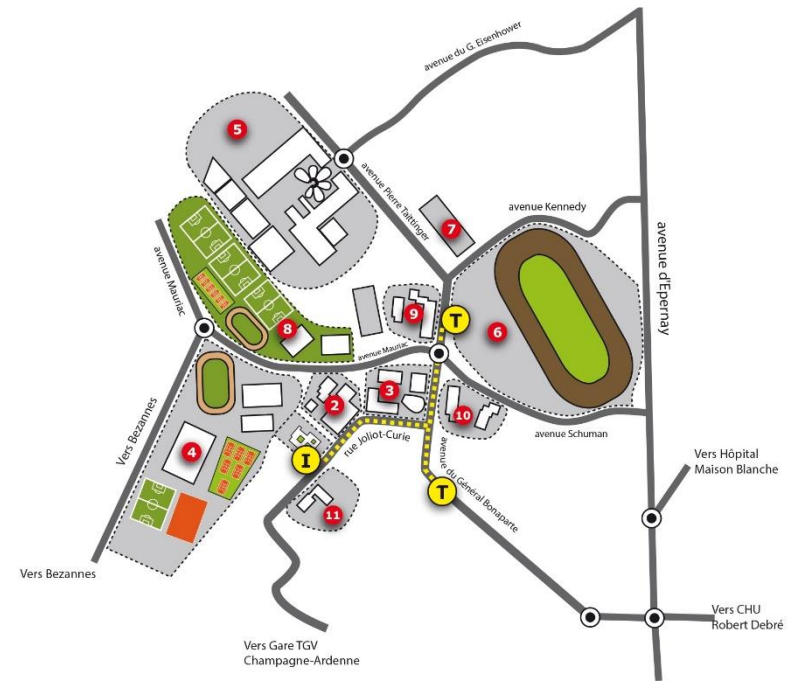 avenue du G. Eisenhower
5
avenue Pierre Taittinger
7
avenue Kennedy
avenue d'Epernay
avenue Mauriac
9
T
6
8
avenue Mauriac
2
3
10
avenue Schuman
4
Vers Bezannes
I
rue Joliot-Curie
avenue du Général Bonaparte
T
11
Vers Hôpital
Maison Blanche
Vers Bezannes
Vers CHU
Robert Debré
Vers Gare TGV
Champagne-Ardenne